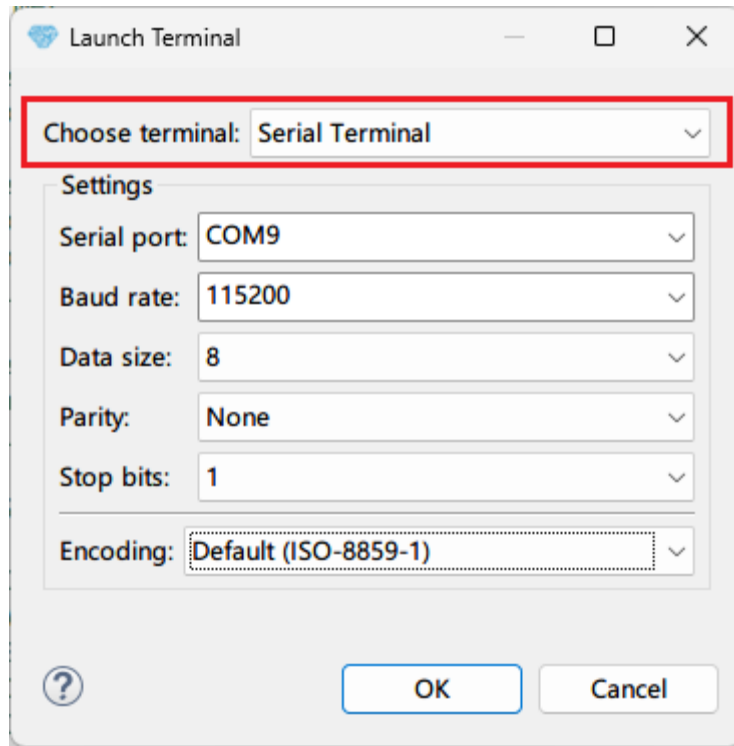 Launch Terminal
Choose terminal: Serial Terminal
Settings
Serial port: COM9
Baud rate: 115200
Data size: 8
Parity: None
Stop bits: 1
Encoding: Default (ISO-8859-1)
? OK Cancel